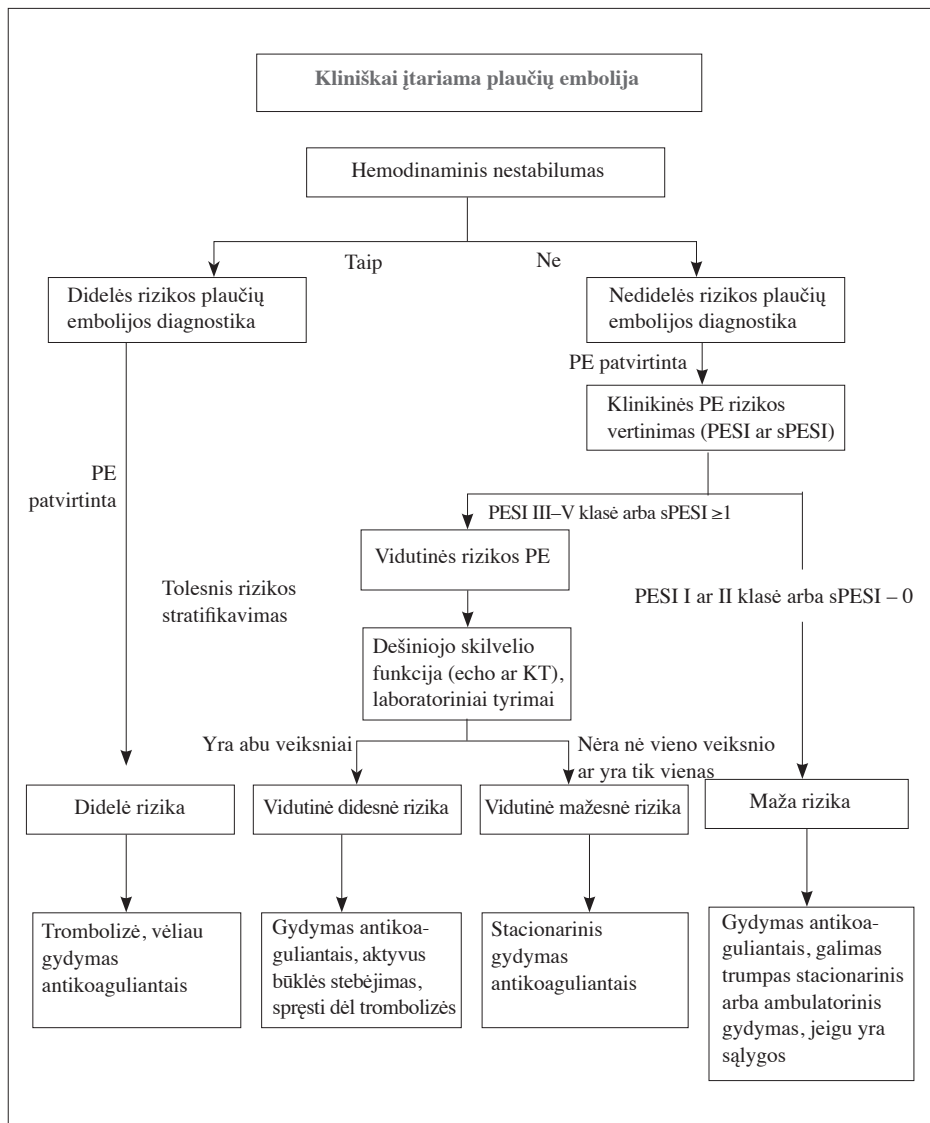 Kliniškai įtariama plaučių embolija
Hemodinaminis nestabilumas
Taip
Ne
Didelės rizikos plaučių
embolijos diagnostika
Nedidelės rizikos plaučių
embolijos diagnostika
PE patvirtinta
Klinikinės PE rizikos
vertinimas (PESI ar sPESI)
PE
patvirtinta
PESI III–V klasė arba sPESI ≥1
Vidutinės rizikos PE
Tolesnis rizikos
stratifikavimas
PESI I ar II klasė arba sPESI – 0
Dešiniojo skilvelio
funkcija (echo ar KT),
laboratoriniai tyrimai
Yra abu veiksniai
Nėra nė vieno veiksnio
ar yra tik vienas
Didelė rizika
Vidutinė didesnė rizika
Vidutinė mažesnė rizika
Maža rizika
Trombolizė, vėliau
gydymas
antikoaguliantais
Gydymas antikoa-
guliantais, aktyvus
būklės stebėjimas,
spręsti dėl trombolizės
Stacionarinis
gydymas
antikoaguliantais
Gydymas antikoa-
guliantais, galimas
trumpas stacionarinis
arba ambulatorinis
gydymas, jeigu yra
sąlygos